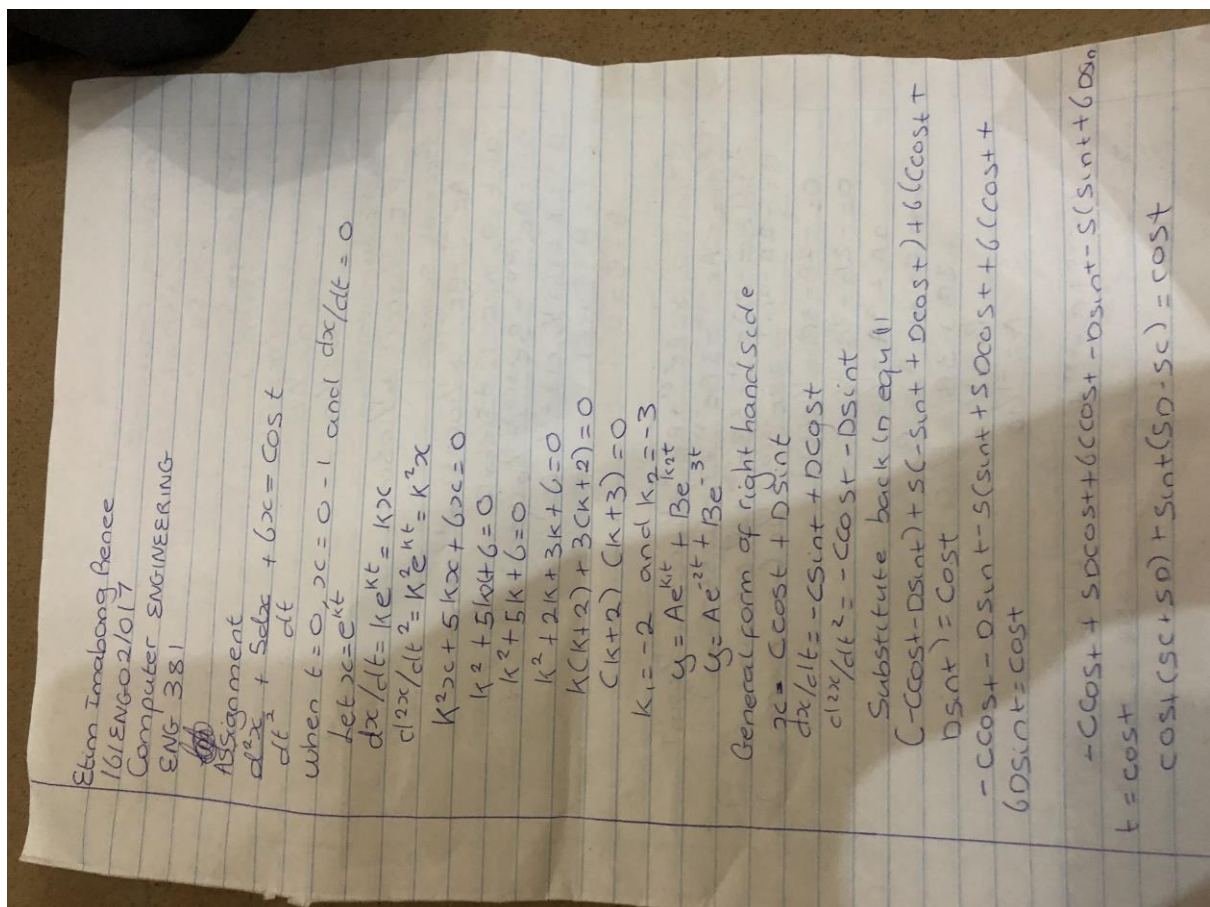 Etim Imaobong Renee
16/ENG02/017
Computer ENGINEERING
ENG 381
Assignment
d²x + 5dx + 6x = cos t
dt² dt
when t=0, x=0-1 and dx/dt=0
Let x=e^kt
dx/dt = ke^kt = kx
d²x/dt² = k²e^kt = k²x
k²x + 5kx + 6x = 0
k² + 5k + 6 = 0
k² + 5k + 6 = 0
k² + 2k + 3k + 6 = 0
k(k+2) + 3(k+2) = 0
(k+2) (k+3) = 0
k₁ = -2 and k₂ = -3
y = Ae^k₁t + Be^k₂t
y = Ae^-2t + Be^-3t
General form of right hand side
x = Ccost + Dsint
dx/dt = -Csint + Dcost
d²x/dt² = -Ccost - Dsint
Substitute back in equ(1)
(-Ccost-Dsint) + 5(-sint + Dcost) + 6(Ccost +
Dsint) = cost
-Ccost - Dsint - 5Csint + 5Dcost + 6Ccost +
6Dsint = cost
-Ccost + 5Dcost + 6Ccost - Dsint - 5Csint + 6Dsin
t = cost
cost(5C+5D) + sint(5D-5C) = cost